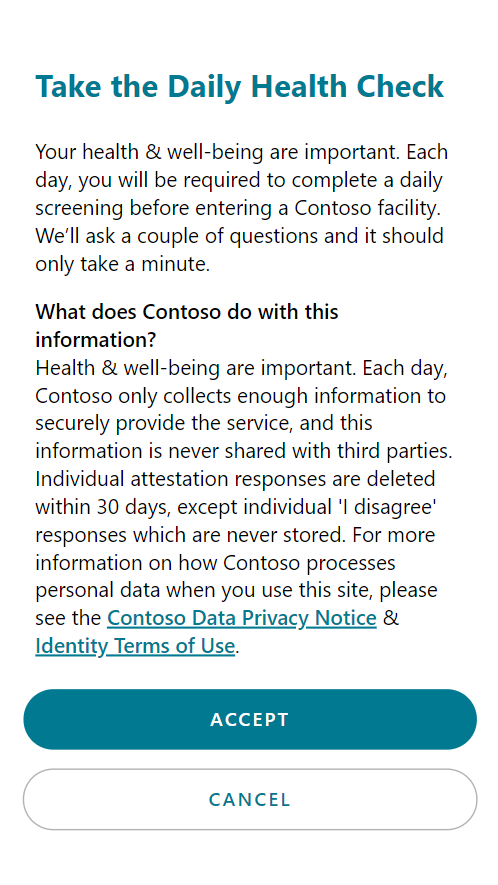 Take the Daily Health Check
Your health & well-being are important. Each
day, you will be required to complete a daily
screening before entering a Contoso facility.
We’ll ask a couple of questions and it should
only take a minute.
What does Contoso do with this
information?
Health & well-being are important. Each day,
Contoso only collects enough information to
securely provide the service, and this
information is never shared with third parties.
Individual attestation responses are deleted
within 30 days, except individual 'I disagree'
responses which are never stored. For more
information on how Contoso processes
personal data when you use this site, please
see the Contoso Data Privacy Notice &
Identity Terms of Use.
ACCEPT
CANCEL